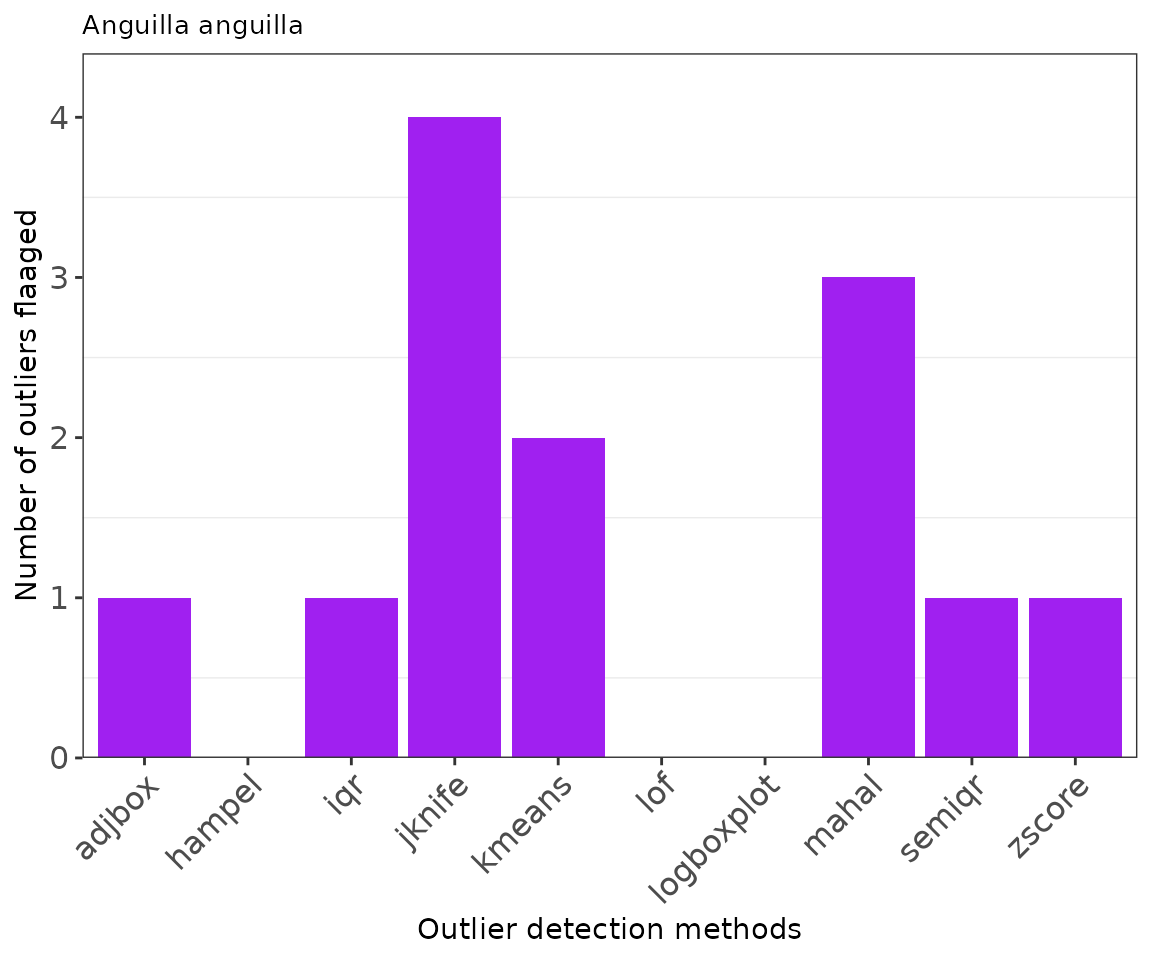 Anguilla anguilla
Number of outliers flaaged
4
3
2
1
0
adjbox
hampel
iqr
jknife
kmeans
lof
logboxplot
mahal
semiqr
zscore
Outlier detection methods